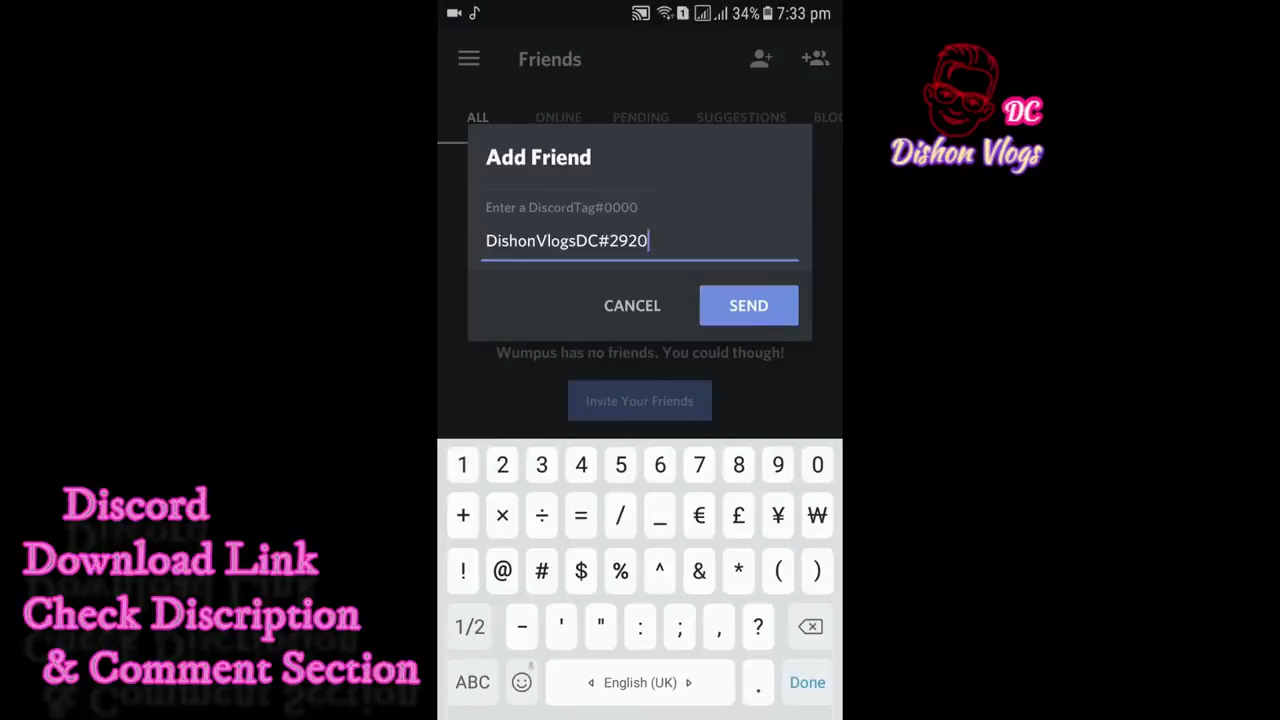 1 34% 7:33 pm
Friends
ALL ONLINE PENDING SUGGESTIONS BLOC
Add Friend
Enter a DiscordTag#0000
DishonVlogsDC#2920
CANCEL SEND
Wumpus has no friends. You could though!
Invite Your Friends
1 2 3 4 5 6 7 8 9 0
+ × ÷ = / _ € £ ¥ ₩
! @ # $ % ^ & * ( )
1/2 - ' " : ; , ?
ABC English (UK) . Done
DC
Dishon Vlogs
Discord
Download Link
Check Discription
& Comment Section